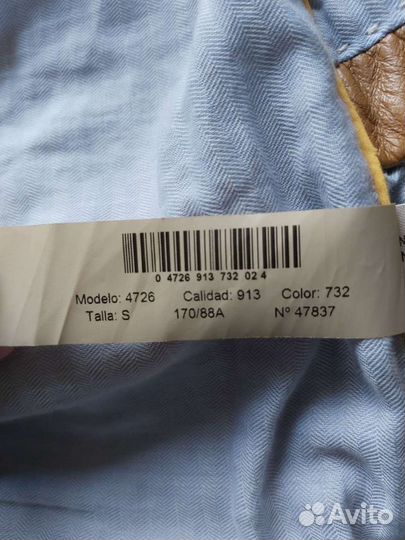 0 4726 913 732 02 4
Modelo: 4726 Calidad: 913 Color: 732
Talla: S 170/88A Nº 47837
N
N
Avito